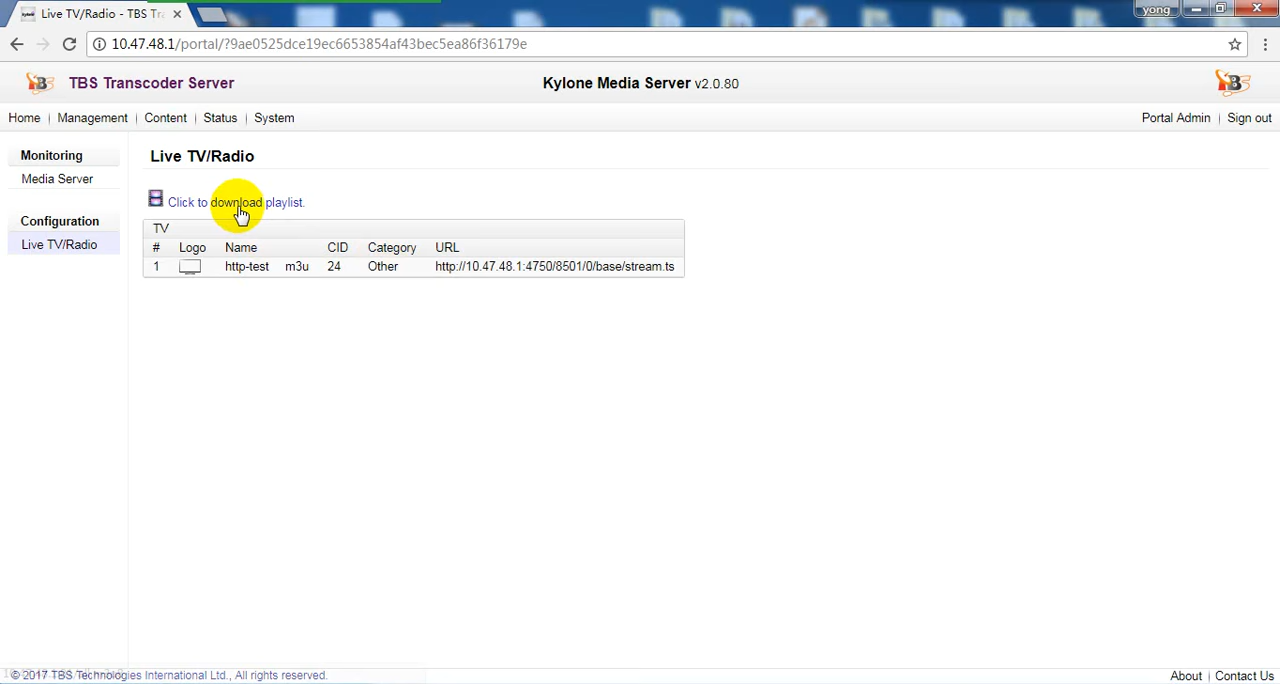 Live TV/Radio - TBS Tra
yong
10.47.48.1/portal/?9ae0525dce19ec6653854af43bec5ea86f36179e
TBS Transcoder Server
Kylone Media Server v2.0.80
Home | Management | Content | Status | System
Portal Admin | Sign out
Monitoring
Media Server
Configuration
Live TV/Radio
Live TV/Radio
Click to download playlist.
TV
# Logo Name CID Category URL
1 http-test m3u 24 Other http://10.47.48.1:4750/8501/0/base/stream.ts
© 2017 TBS Technologies International Ltd., All rights reserved.
About | Contact Us